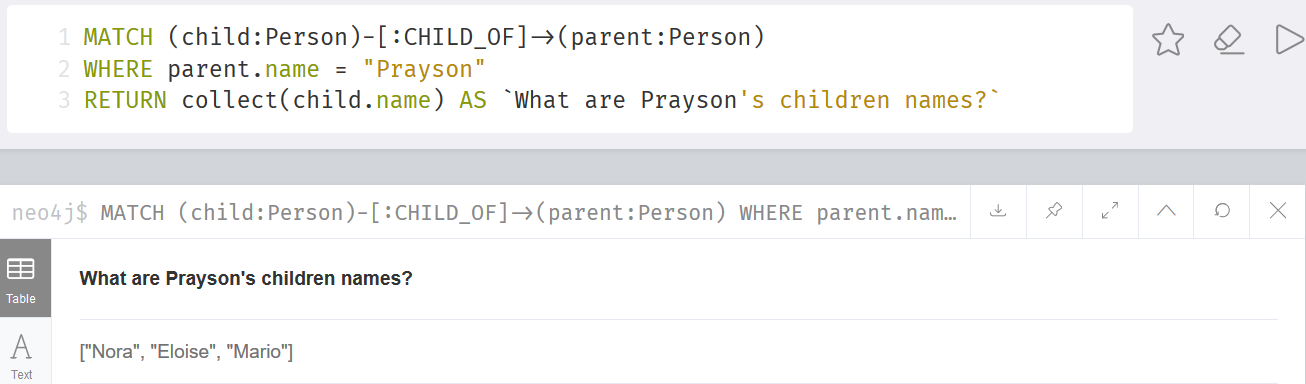 1 MATCH (child:Person)-[:CHILD_OF]->(parent:Person)
2 WHERE parent.name = "Prayson"
3 RETURN collect(child.name) AS `What are Prayson's children names?`
neo4j$ MATCH (child:Person)-[:CHILD_OF]->(parent:Person) WHERE parent.nam…
What are Prayson's children names?
Table
["Nora", "Eloise", "Mario"]
Text